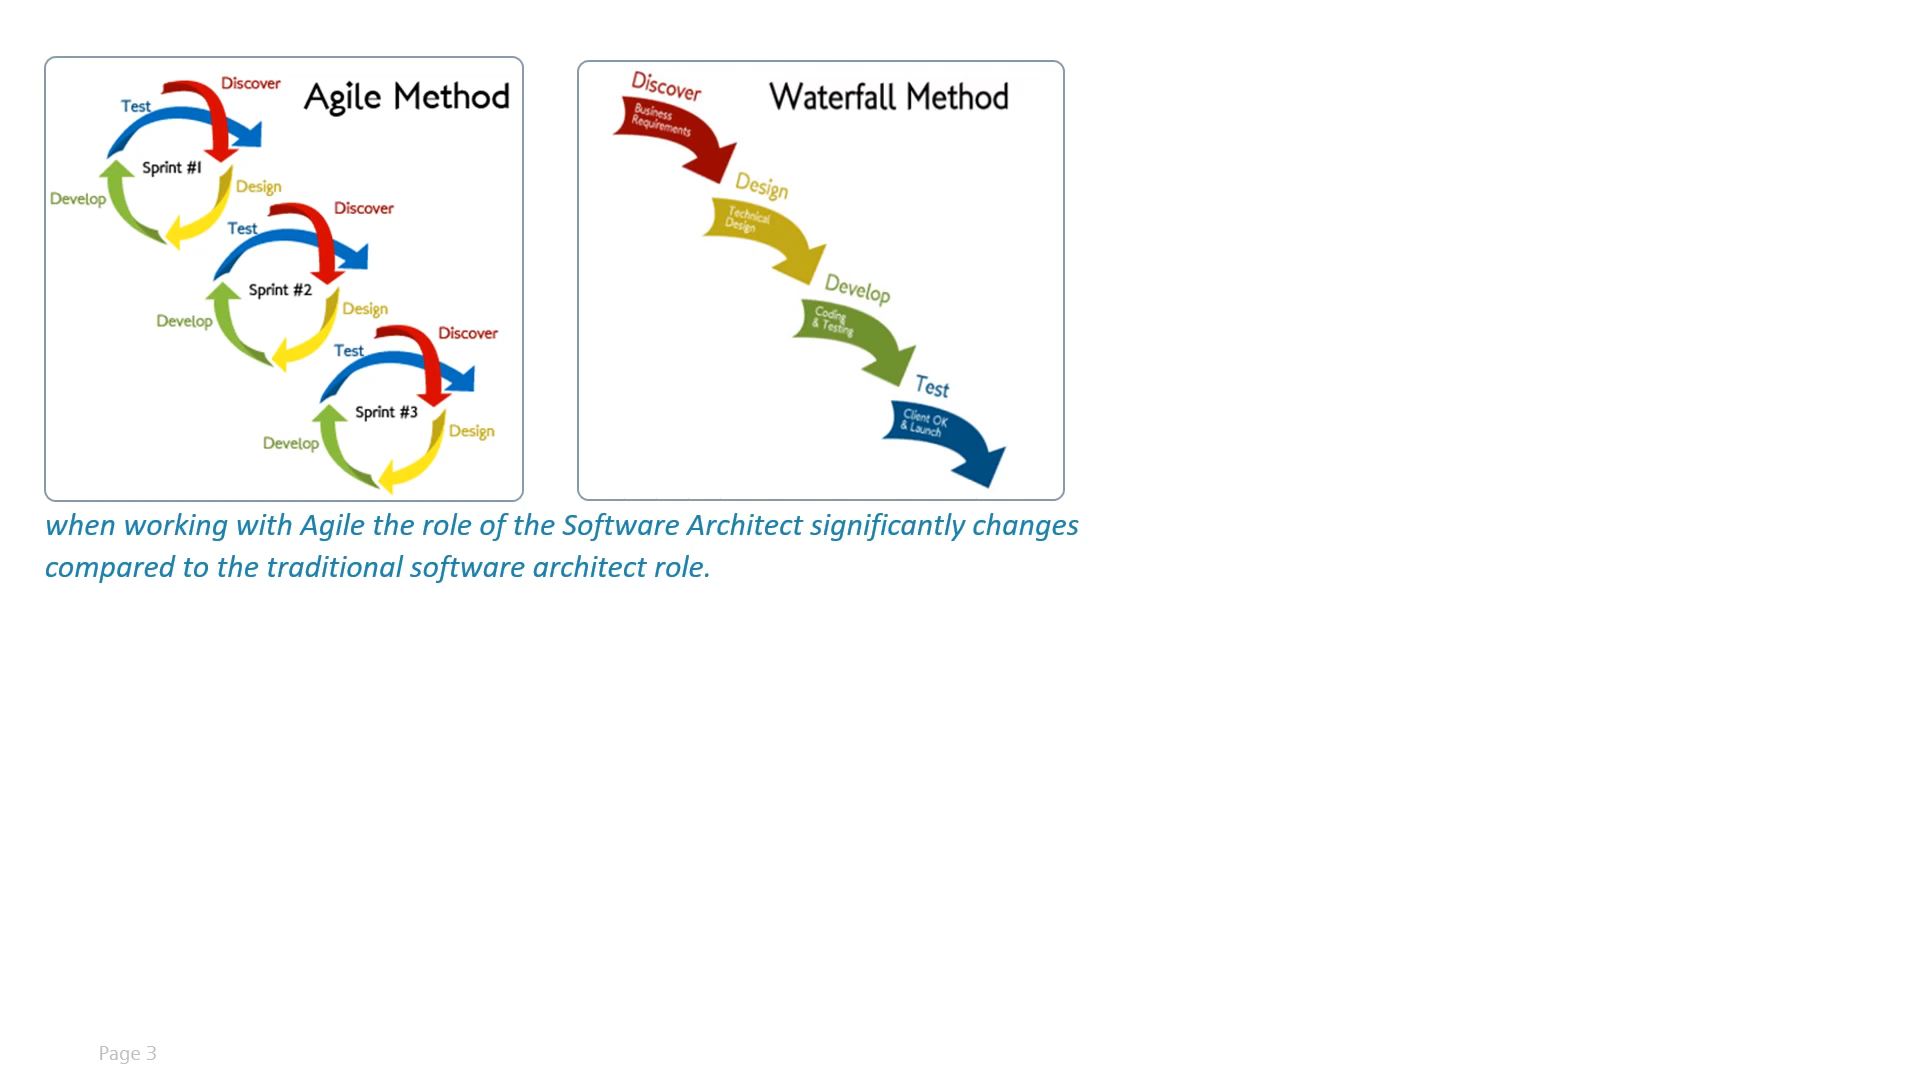 Agile Method
Discover
Test
Sprint #1
Design
Develop
Discover
Test
Sprint #2
Design
Develop
Discover
Test
Sprint #3
Design
Develop
Waterfall Method
Discover
Business
Requirements
Design
Technical
Design
Develop
Coding
& Testing
Test
Client OK
& Launch
when working with Agile the role of the Software Architect significantly changes
compared to the traditional software architect role.
Page 3